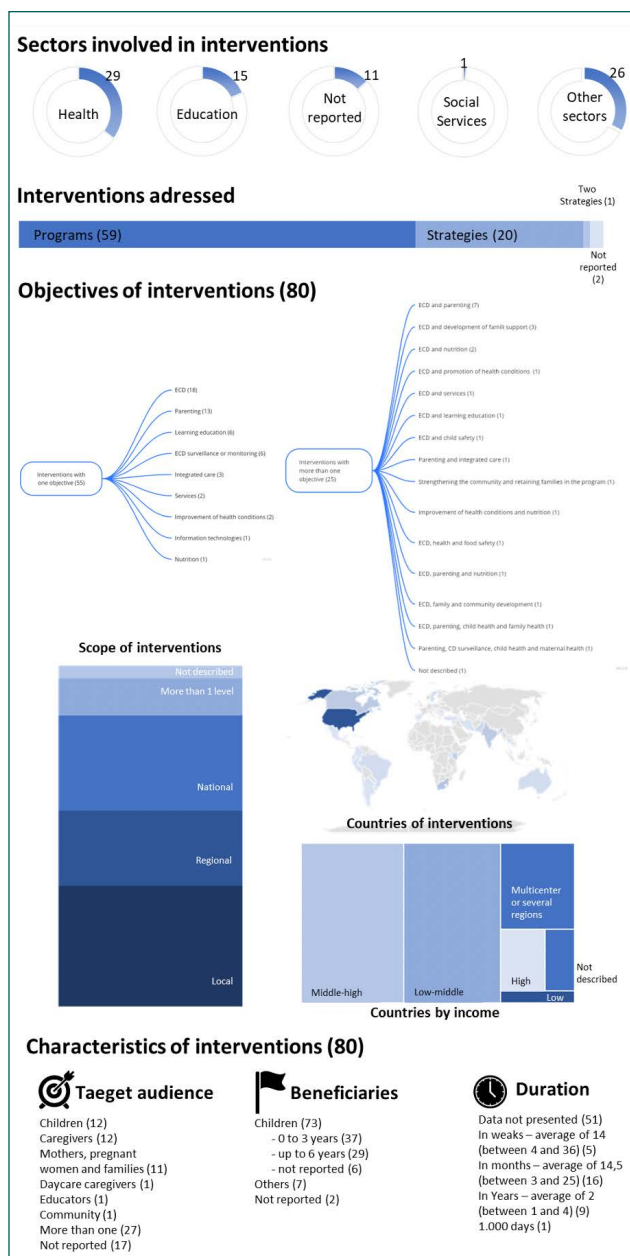 Sectors involved in interventions
29
Health
15
Education
11
Not
reported
1
Social
Services
26
Other
sectors
Interventions adressed
Two
Strategies (1)
Programs (59)
Strategies (20)
Not
reported
(2)
Objectives of interventions (80)
Interventions with
one objective (55)
ECD (18)
Parenting (13)
Learning education (6)
ECD surveillance or monitoring (6)
Integrated care (3)
Services (2)
Improvement of health conditions (2)
Information technologies (1)
Nutrition (1)
Interventions with
more than one
objective (25)
ECD and parenting (7)
ECD and development of famili support (3)
ECD and nutrition (2)
ECD and promotion of health conditions (1)
ECD and services (1)
ECD and learning education (1)
ECD and child safety (1)
Parenting and integrated care (1)
Strengthening the community and retaining families in the program (1)
Improvement of health conditions and nutrition (1)
ECD, health and food safety (1)
ECD, parenting and nutrition (1)
ECD, family and community development (1)
ECD, parenting, child health and family health (1)
Parenting, CD surveillance, child health and maternal health (1)
Not described (1)
Scope of interventions
Not described
More than 1 level
National
Regional
Local
Countries of interventions
Middle-high
Low-middle
Multicenter
or several
regions
High
Not
described
Low
Countries by income
Characteristics of interventions (80)
Taeget audience
Children (12)
Caregivers (12)
Mothers, pregnant
women and families (11)
Daycare caregivers (1)
Educators (1)
Community (1)
More than one (27)
Not reported (17)
Beneficiaries
Children (73)
- 0 to 3 years (37)
- up to 6 years (29)
- not reported (6)
Others (7)
Not reported (2)
Duration
Data not presented (51)
In weaks – average of 14
(between 4 and 36) (5)
In months – average of 14,5
(between 3 and 25) (16)
In Years – average of 2
(between 1 and 4) (9)
1.000 days (1)